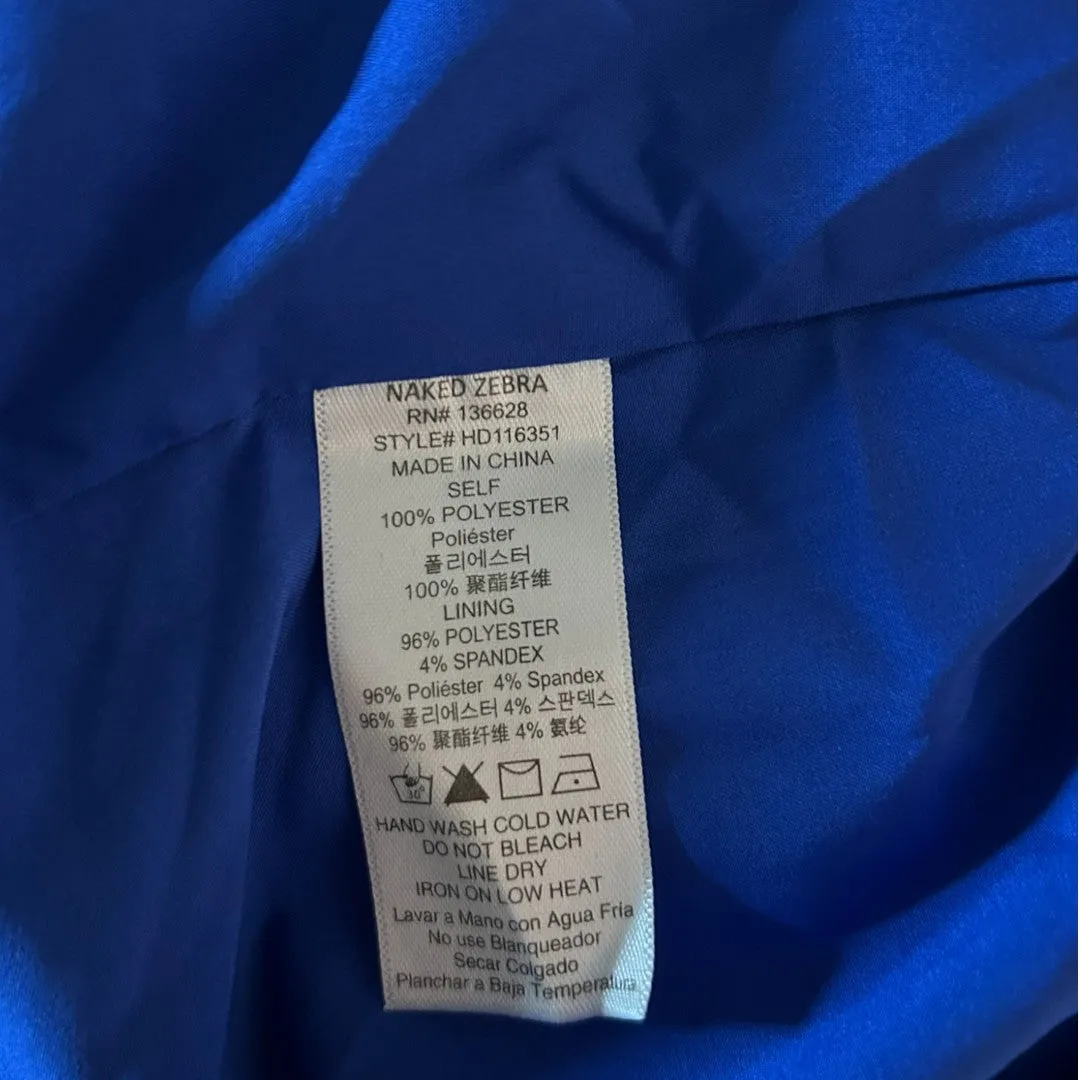 NAKED ZEBRA
RN# 136628
STYLE# HD116351
MADE IN CHINA
SELF
100% POLYESTER
Poliéster
폴리에스터
100% 聚酯纤维
LINING
96% POLYESTER
4% SPANDEX
96% Poliéster 4% Spandex
96% 폴리에스터 4% 스판덱스
96% 聚酯纤维 4% 氨纶
30°
HAND WASH COLD WATER
DO NOT BLEACH
LINE DRY
IRON ON LOW HEAT
Lavar a Mano con Agua Fría
No use Blanqueador
Secar Colgado
Planchar a Baja Temperatura